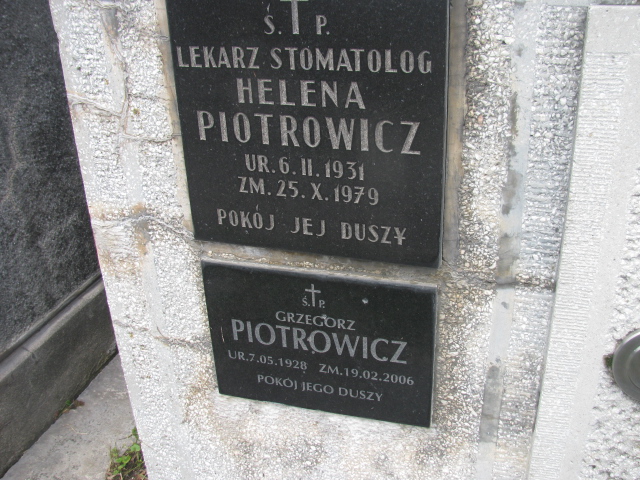 Ś. P.
LEKARZ STOMATOLOG
HELENA
PIOTROWICZ
UR. 6. II. 1931
ZM. 25. X. 1979
POKÓJ JEJ DUSZY
Ś. P.
GRZEGORZ
PIOTROWICZ
UR.7.05.1928 ZM.19.02.2006
POKÓJ JEGO DUSZY